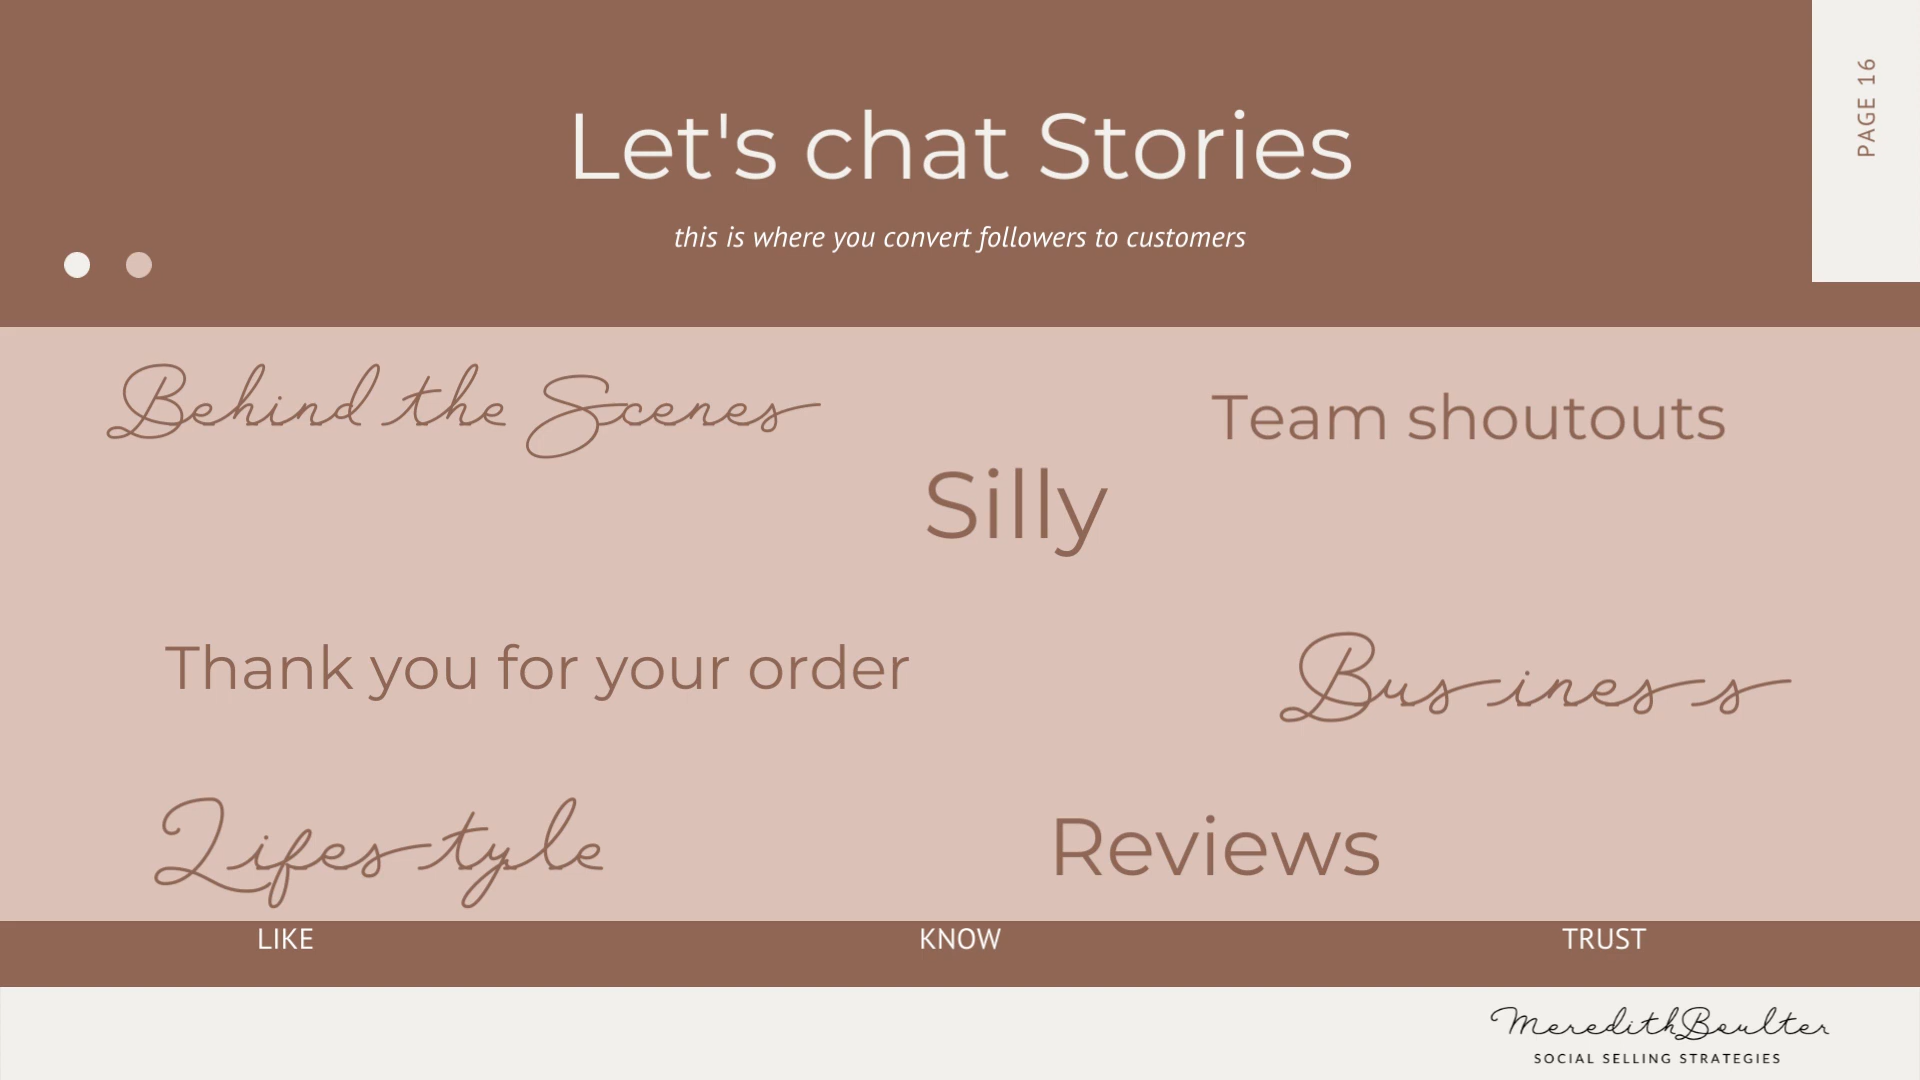 PAGE 16
Let's chat Stories
this is where you convert followers to customers
Behind the Scenes
Team shoutouts
Silly
Thank you for your order
Business
Lifestyle
Reviews
LIKE
KNOW
TRUST
MeredithBoulter
SOCIAL SELLING STRATEGIES